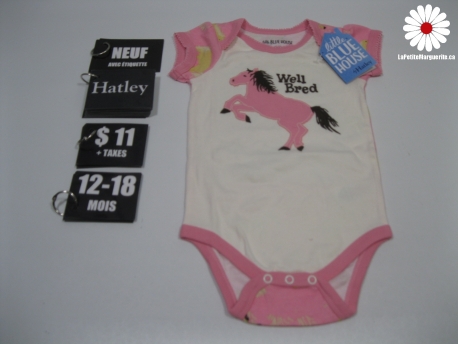 LaPetiteMarguerite.ca
NEUF
AVEC ÉTIQUETTE
Hatley
$ 11
+ TAXES
12-18
MOIS
little
BLUE
HOUSE
Well
Bred